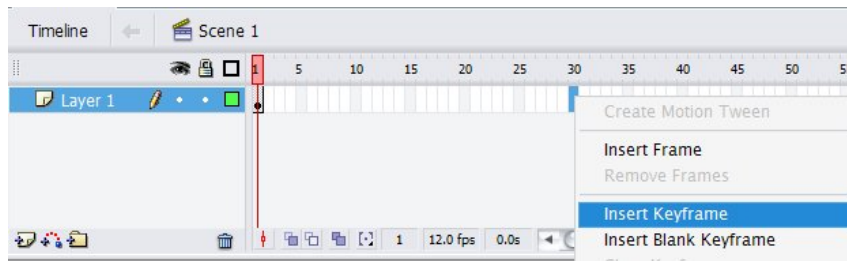 Timeline Scene 1
1 5 10 15 20 25 30 35 40 45 50
Layer 1
Create Motion Tween
Insert Frame
Remove Frames
Insert Keyframe
Insert Blank Keyframe
1 12.0 fps 0.0s